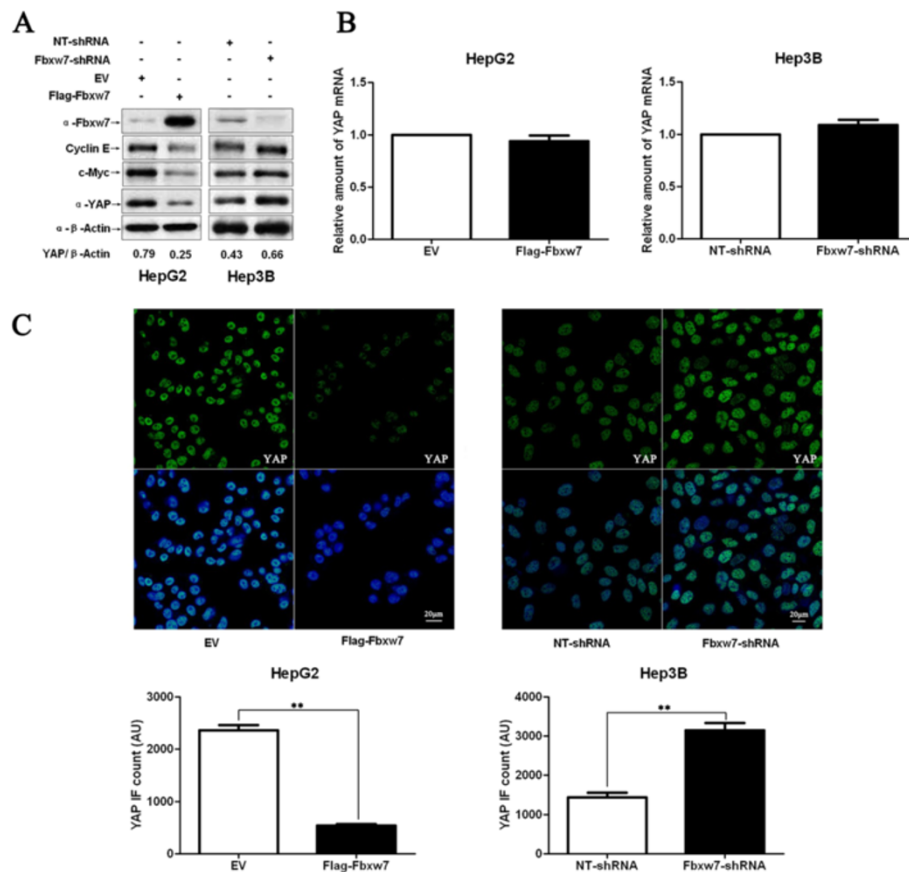 A
NT-shRNA - - + -
Fbxw7-shRNA - - - +
EV + - - -
Flag-Fbxw7 - + - -
α-Fbxw7→
Cyclin E→
c-Myc→
α-YAP→
α-β-Actin→
YAP/β-Actin 0.79 0.25 0.43 0.66
HepG2 Hep3B
B
HepG2
Relative amount of YAP mRNA
1.5
1.0
0.5
0.0
EV Flag-Fbxw7
Hep3B
Relative amount of YAP mRNA
1.5
1.0
0.5
0.0
NT-shRNA Fbxw7-shRNA
C
YAP YAP YAP YAP
20μm 20μm
EV Flag-Fbxw7 NT-shRNA Fbxw7-shRNA
HepG2
YAP IF count (AU)
3000
2000
1000
0
**
EV Flag-Fbxw7
Hep3B
YAP IF count (AU)
4000
3000
2000
1000
0
**
NT-shRNA Fbxw7-shRNA